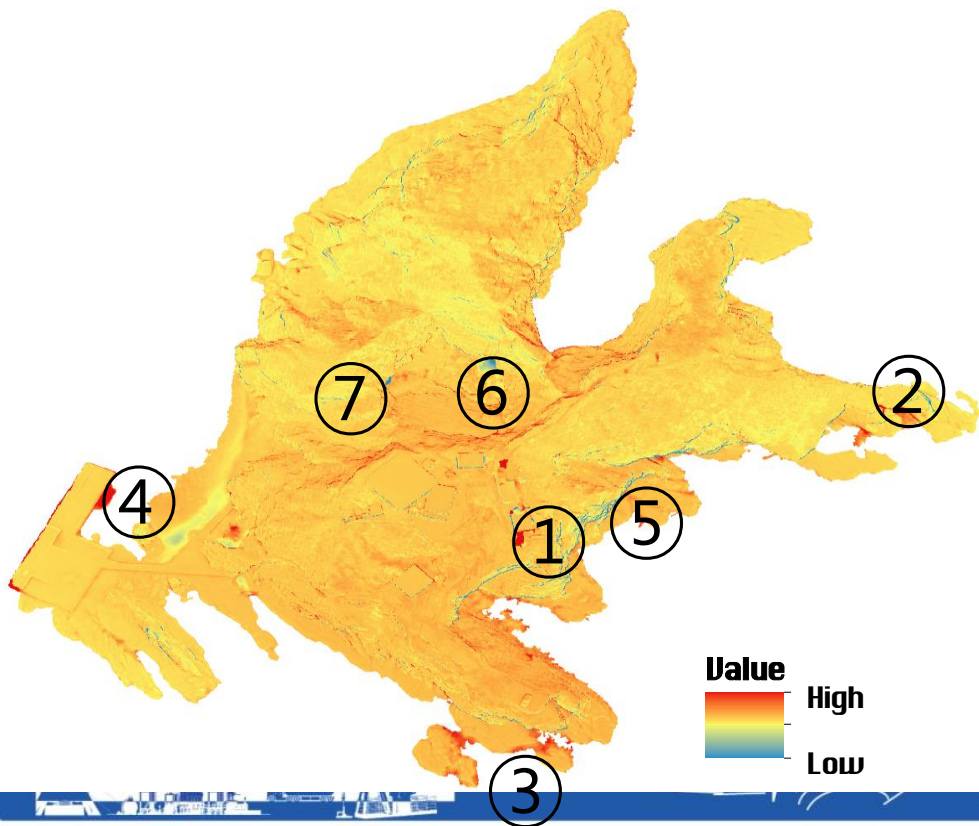 ②
⑦
⑥
④
⑤
①
Value
High
Low
③